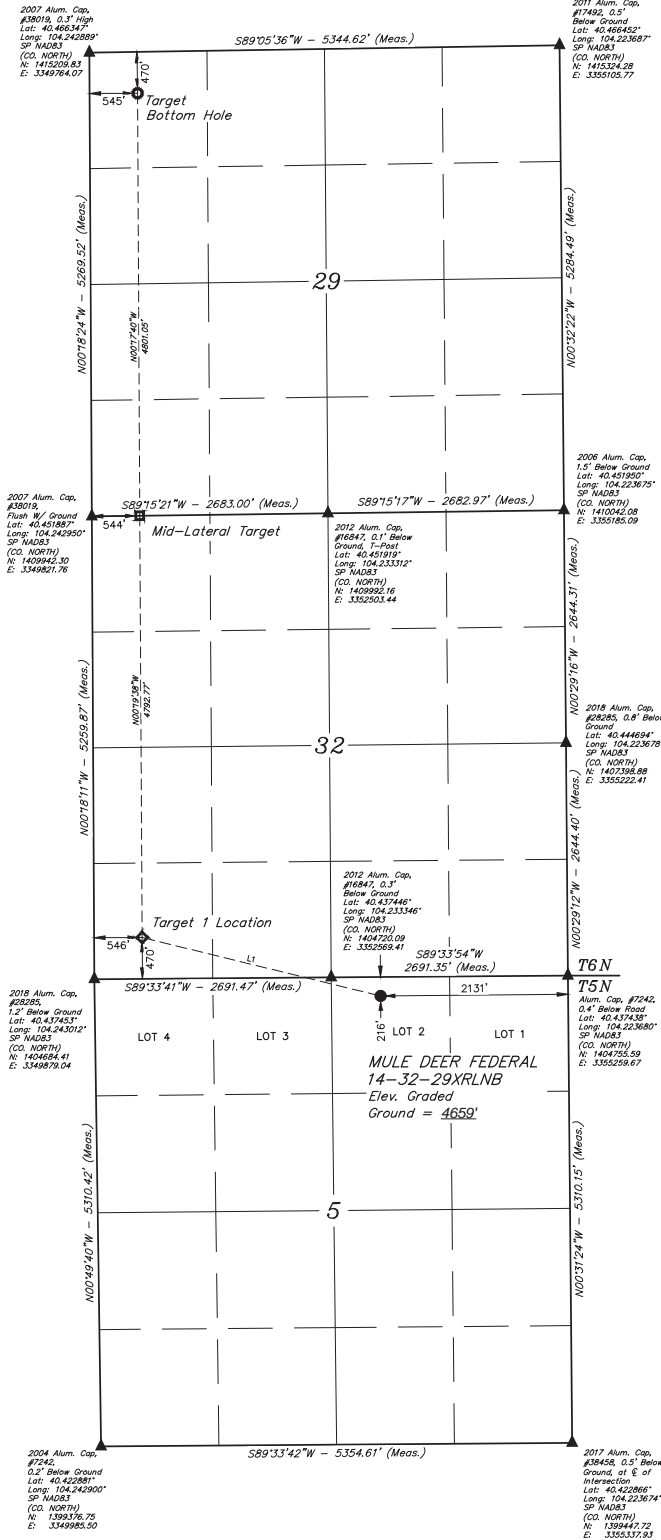 2007 Alum. Cap,
#38019, 0.3' High
Lat: 40.466347°
Long: 104.242889°
SP NAD83
(CO. NORTH)
N: 1415209.83
E: 3349764.07
S89°05'36"W - 5344.62' (Meas.)
2011 Alum. Cap,
#17492, 0.5'
Below Ground
Lat: 40.466452°
Long: 104.223687°
SP NAD83
(CO. NORTH)
N: 1415324.28
E: 3355105.77
470'
545'
Target
Bottom Hole
N00°18'24"W - 5269.52' (Meas.)
N00°17'40"W
4801.05'
29
N00°32'22"W - 5284.49' (Meas.)
2007 Alum. Cap,
#38019,
Flush W/ Ground
Lat: 40.451887°
Long: 104.242950°
SP NAD83
(CO. NORTH)
N: 1409942.30
E: 3349821.76
S89°15'21"W - 2683.00' (Meas.)
S89°15'17"W - 2682.97' (Meas.)
544'
Mid-Lateral Target
2012 Alum. Cap,
#16847, 0.1' Below
Ground, T-Post
Lat: 40.451919°
Long: 104.233312°
SP NAD83
(CO. NORTH)
N: 1409992.16
E: 3352503.44
2006 Alum. Cap,
1.5' Below Ground
Lat: 40.451950°
Long: 104.223675°
SP NAD83
(CO. NORTH)
N: 1410042.08
E: 3355185.09
N00°18'11"W - 5259.87' (Meas.)
N00°19'38"W
4792.77'
32
N00°29'16"W - 2644.31' (Meas.)
2018 Alum. Cap,
#28285, 0.8' Below
Ground
Lat: 40.444694°
Long: 104.223678°
SP NAD83
(CO. NORTH)
N: 1407398.88
E: 3355222.41
N00°29'12"W - 2644.40' (Meas.)
2012 Alum. Cap,
#16847, 0.3'
Below Ground
Lat: 40.437446°
Long: 104.233346°
SP NAD83
(CO. NORTH)
N: 1404720.09
E: 3352569.41
Target 1 Location
546'
470'
L1
S89°33'54"W
2691.35' (Meas.)
T6N
T5N
S89°33'41"W - 2691.47' (Meas.)
2131'
216'
2018 Alum. Cap,
#28285,
1.2' Below Ground
Lat: 40.437453°
Long: 104.243012°
SP NAD83
(CO. NORTH)
N: 1404684.41
E: 3349879.04
LOT 4
LOT 3
LOT 2
LOT 1
Alum. Cap, #7242,
0.4' Below Road
Lat: 40.437438°
Long: 104.223680°
SP NAD83
(CO. NORTH)
N: 1404755.59
E: 3355259.67
MULE DEER FEDERAL
14-32-29XRLNB
Elev. Graded
Ground = 4659'
N00°49'40"W - 5310.42' (Meas.)
5
N00°31'24"W - 5310.15' (Meas.)
S89°33'42"W - 5354.61' (Meas.)
2004 Alum. Cap,
#7242,
0.2' Below Ground
Lat: 40.422881°
Long: 104.242900°
SP NAD83
(CO. NORTH)
N: 1399376.75
E: 3349985.50
2017 Alum. Cap,
#38458, 0.5' Below
Ground, at ℄ of
Intersection
Lat: 40.422866°
Long: 104.223674°
SP NAD83
(CO. NORTH)
N: 1399447.72
E: 3355337.93